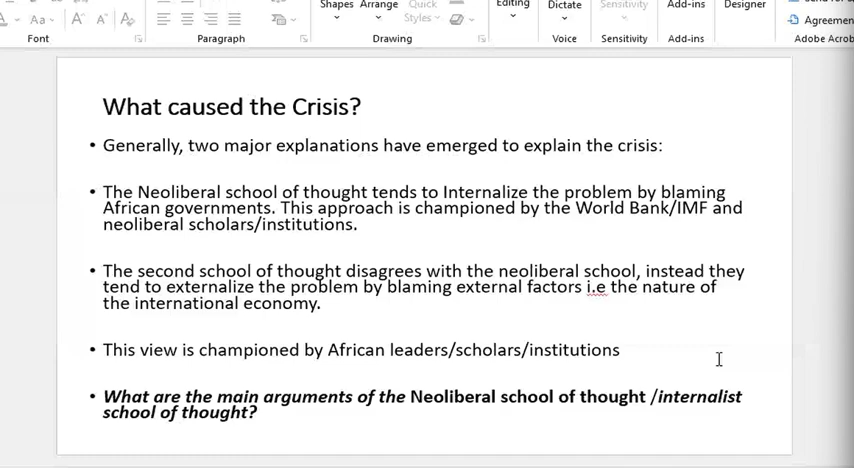 Shapes Arrange Quick Styles Editing Dictate Sensitivity Add-ins Designer
Aa A A A Agreemen
Font Paragraph Drawing Voice Sensitivity Add-ins Adobe Acrob
What caused the Crisis?
• Generally, two major explanations have emerged to explain the crisis:
• The Neoliberal school of thought tends to Internalize the problem by blaming
African governments. This approach is championed by the World Bank/IMF and
neoliberal scholars/institutions.
• The second school of thought disagrees with the neoliberal school, instead they
tend to externalize the problem by blaming external factors i.e the nature of
the international economy.
• This view is championed by African leaders/scholars/institutions
• What are the main arguments of the Neoliberal school of thought /internalist
school of thought?